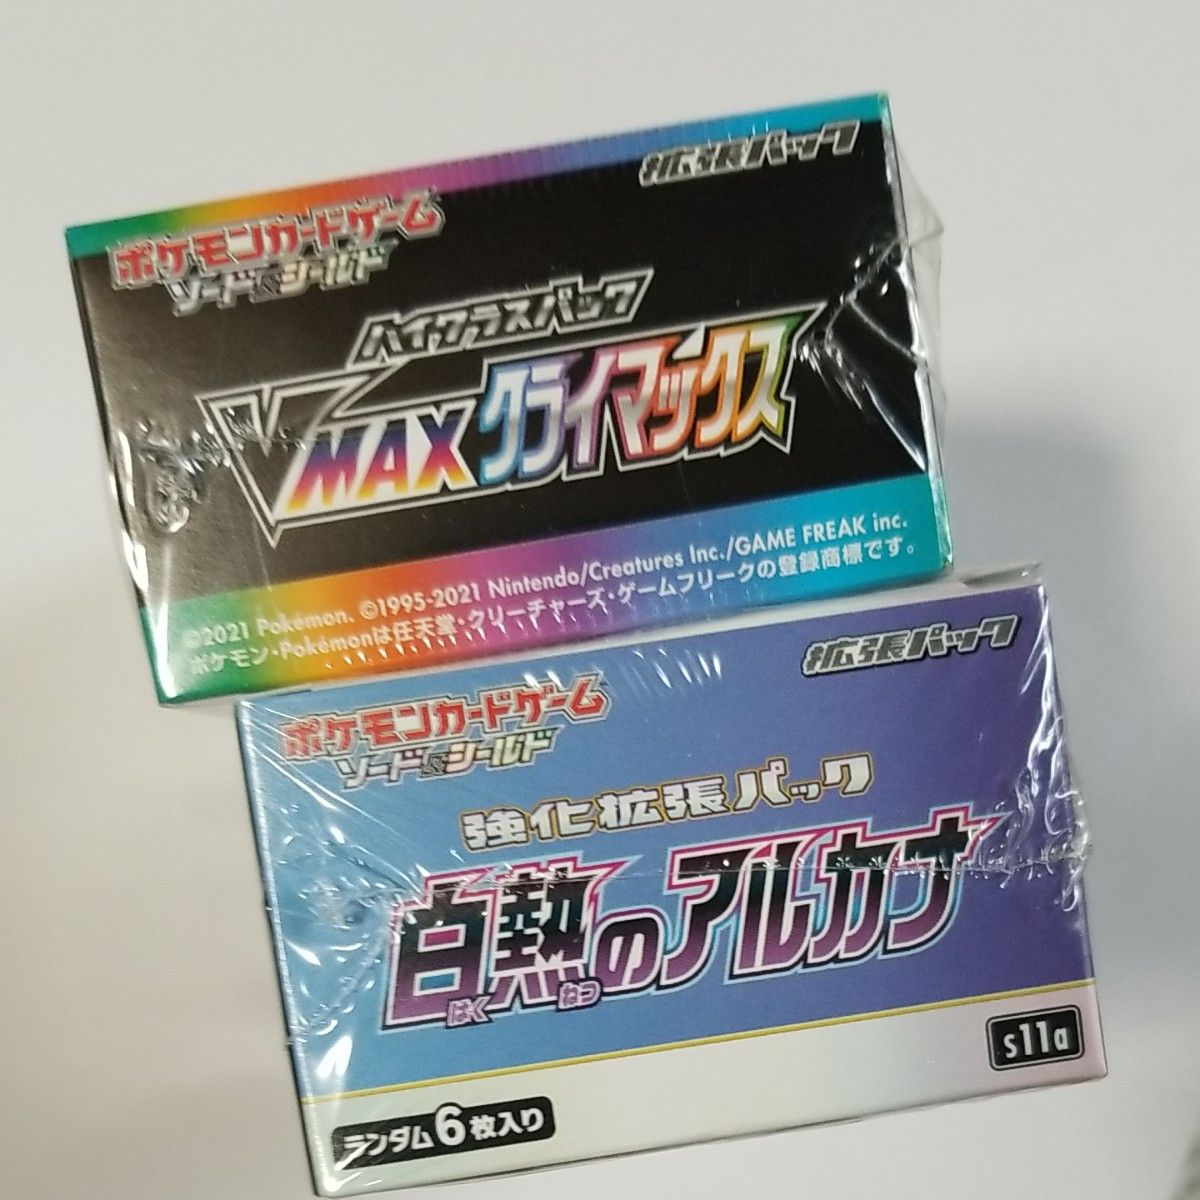 拡張パック
ポケモンカードゲーム
ソード&シールド
ハイクラスパック
VMAXクライマックス
©2021 Pokémon. ©1995-2021 Nintendo/Creatures Inc./GAME FREAK inc.
ポケモン・Pokémonは任天堂・クリーチャーズ・ゲームフリークの登録商標です。
拡張パック
ポケモンカードゲーム
ソード&シールド
強化拡張パック
白熱のアルカナ
はく ねつ
s11a
ランダム6枚入り